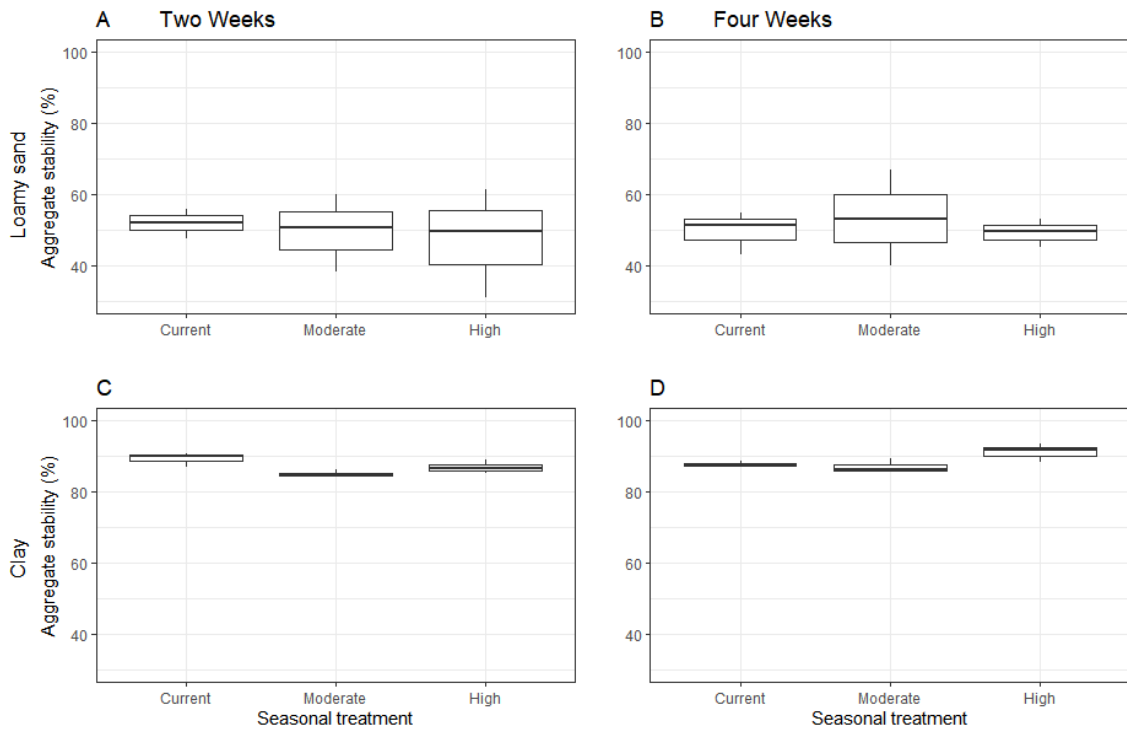 A Two Weeks
Loamy sand
Aggregate stability (%)
100
80
60
40
Current Moderate High
B Four Weeks
100
80
60
40
Current Moderate High
C
Clay
Aggregate stability (%)
100
80
60
40
Current Moderate High
Seasonal treatment
D
100
80
60
40
Current Moderate High
Seasonal treatment